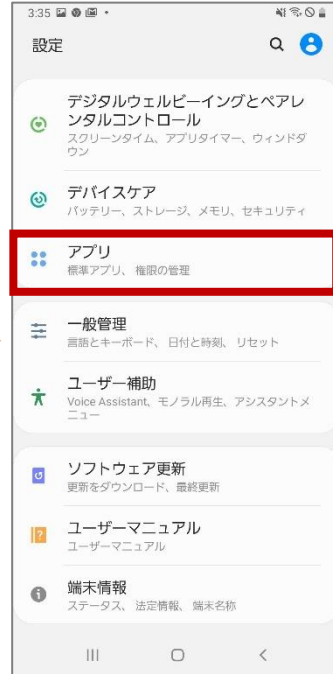 3:35
設定
デジタルウェルビーイングとペアレ
ンタルコントロール
スクリーンタイム、アプリタイマー、ウィンドダ
ウン
デバイスケア
バッテリー、ストレージ、メモリ、セキュリティ
アプリ
標準アプリ、権限の管理
一般管理
言語とキーボード、日付と時刻、リセット
ユーザー補助
Voice Assistant、モノラル再生、アシスタントメ
ニュー
ソフトウェア更新
更新をダウンロード、最終更新
ユーザーマニュアル
ユーザーマニュアル
端末情報
ステータス、法定情報、端末名称